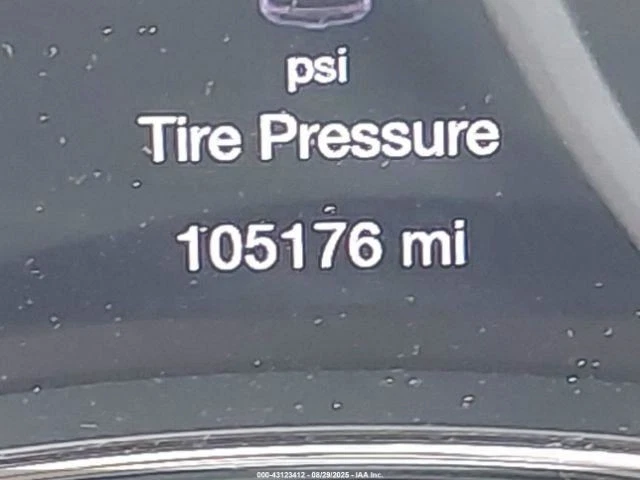 psi
Tire Pressure
105176 mi
000-43123412 - 08/29/2025 - IAA Inc.